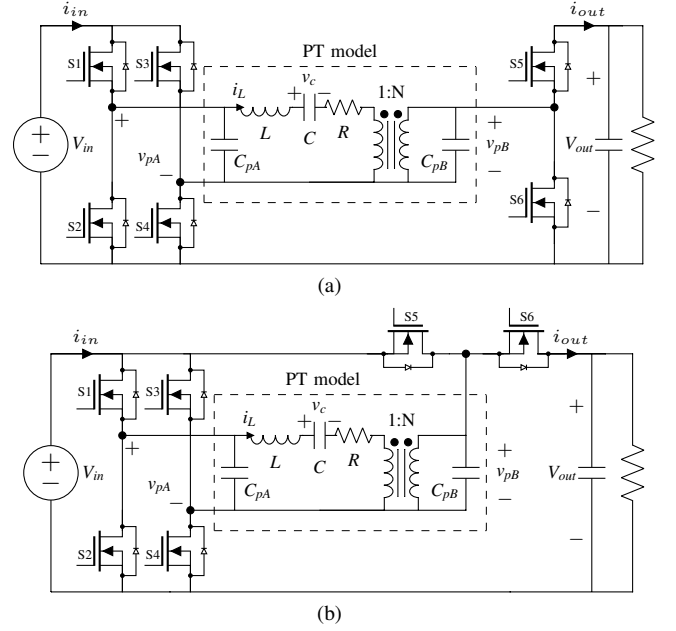 i_in
i_out
S1
S3
PT model
S5
v_c
+
−
1:N
i_L
+
L
C
R
+
+
−
V_in
v_pA
C_pA
C_pB
v_pB
V_out
−
−
−
S2
S4
S6
(a)
S5
S6
i_in
i_out
S1
S3
PT model
v_c
+
−
1:N
i_L
+
L
C
R
+
+
−
V_in
v_pA
C_pA
C_pB
v_pB
V_out
−
−
−
S2
S4
(b)